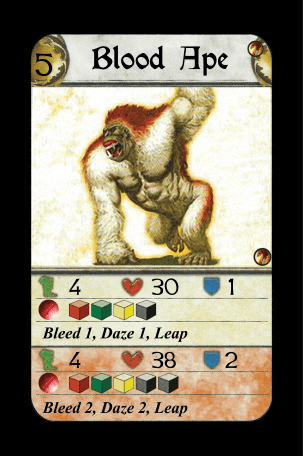 5 Blood Ape
4 30 1
Bleed 1, Daze 1, Leap
4 38 2
Bleed 2, Daze 2, Leap